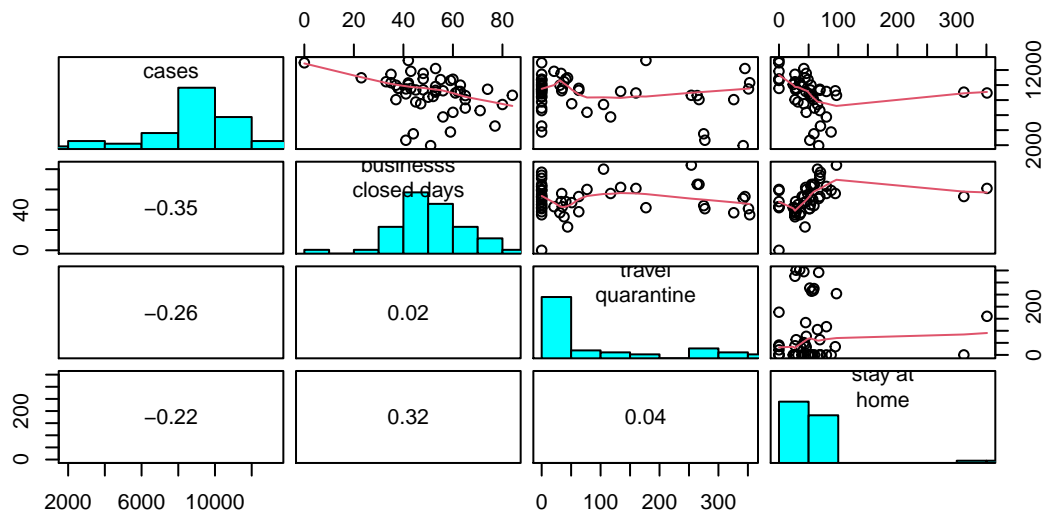 0 20 40 60 80 0 100 300
cases
2000 12000
businesss
closed days
0 40
−0.35
travel
quarantine
0 200
−0.26 0.02
stay at
home
0 200
−0.22 0.32 0.04
2000 6000 10000 0 100 200 300